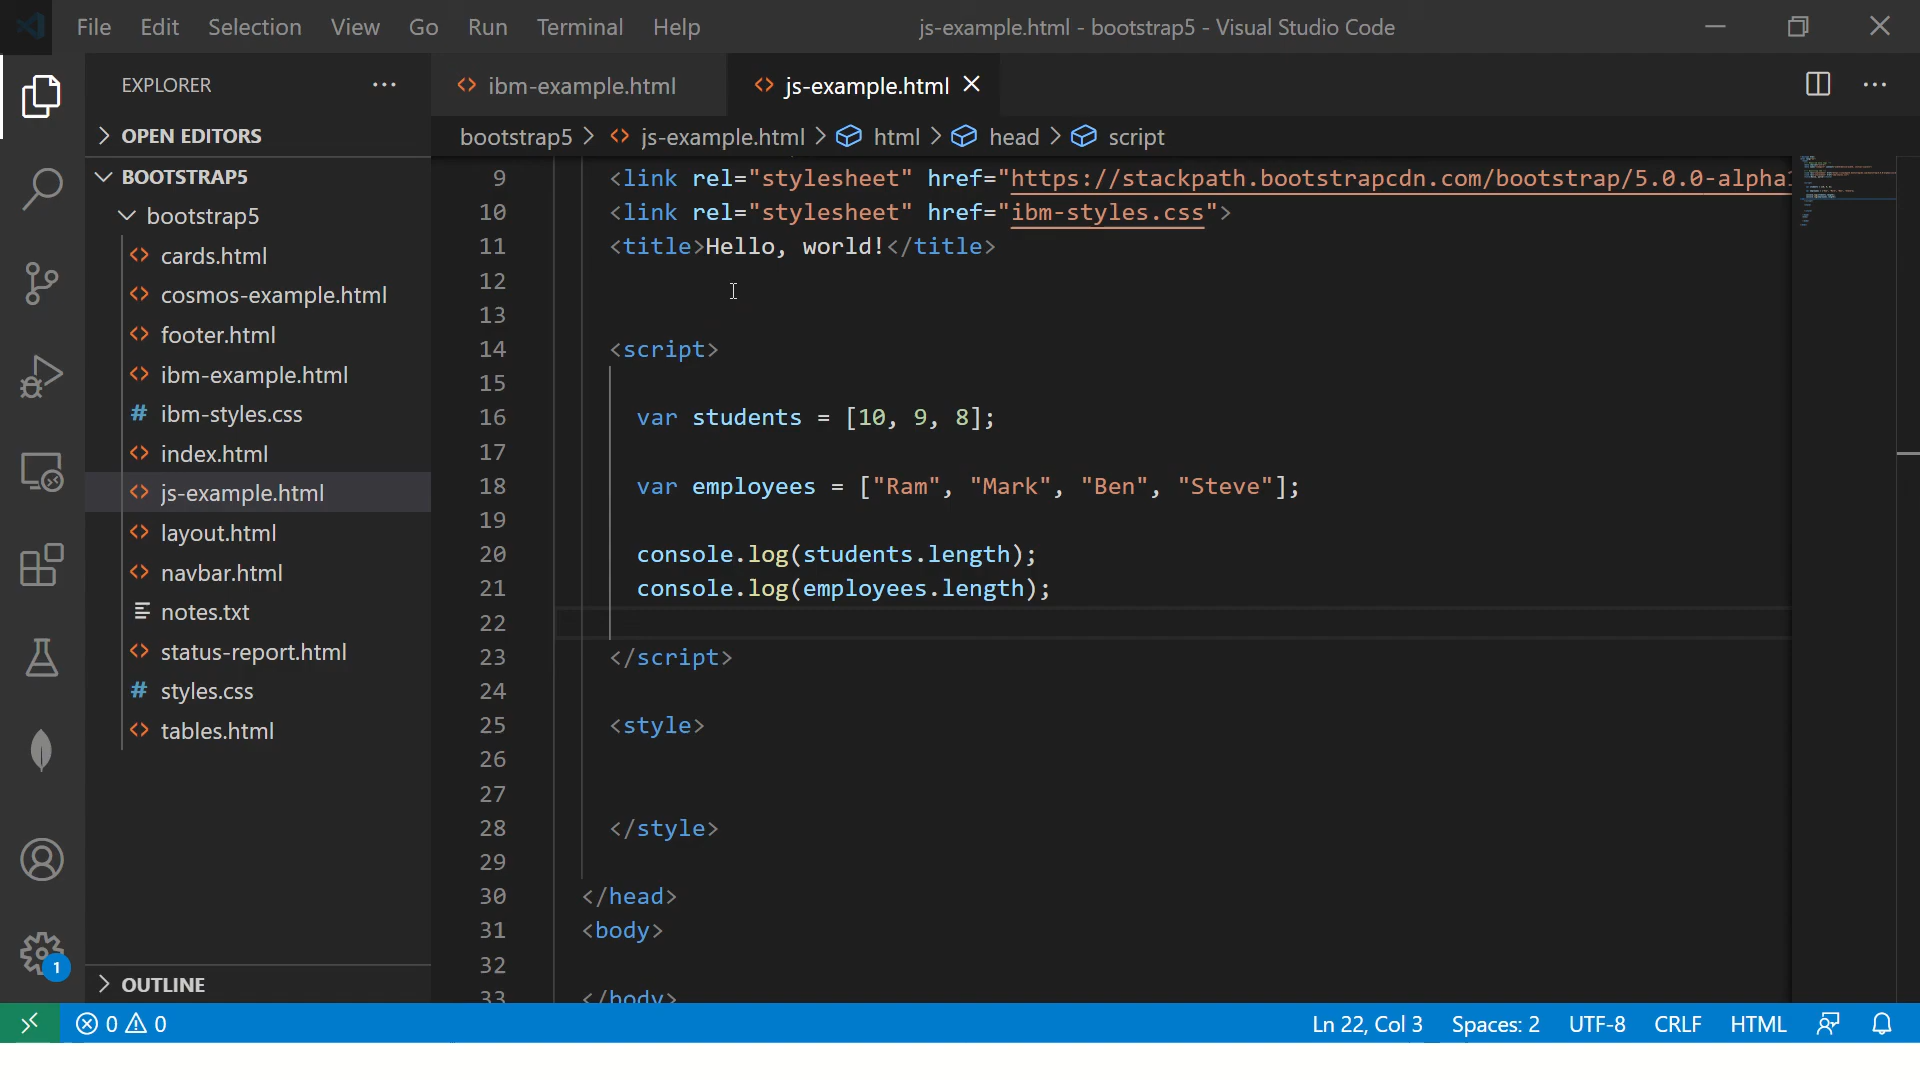 File Edit Selection View Go Run Terminal Help js-example.html - bootstrap5 - Visual Studio Code
EXPLORER ···
OPEN EDITORS
BOOTSTRAP5
bootstrap5
cards.html
cosmos-example.html
footer.html
ibm-example.html
ibm-styles.css
index.html
js-example.html
layout.html
navbar.html
notes.txt
status-report.html
styles.css
tables.html
OUTLINE
1
ibm-example.html js-example.html
bootstrap5 > js-example.html > html > head > script
9 <link rel="stylesheet" href="https://stackpath.bootstrapcdn.com/bootstrap/5.0.0-alpha
10 <link rel="stylesheet" href="ibm-styles.css">
11 <title>Hello, world!</title>
12
13
14 <script>
15
16 var students = [10, 9, 8];
17
18 var employees = ["Ram", "Mark", "Ben", "Steve"];
19
20 console.log(students.length);
21 console.log(employees.length);
22
23 </script>
24
25 <style>
26
27
28 </style>
29
30 </head>
31 <body>
32
33 </body>
0 0 Ln 22, Col 3 Spaces: 2 UTF-8 CRLF HTML